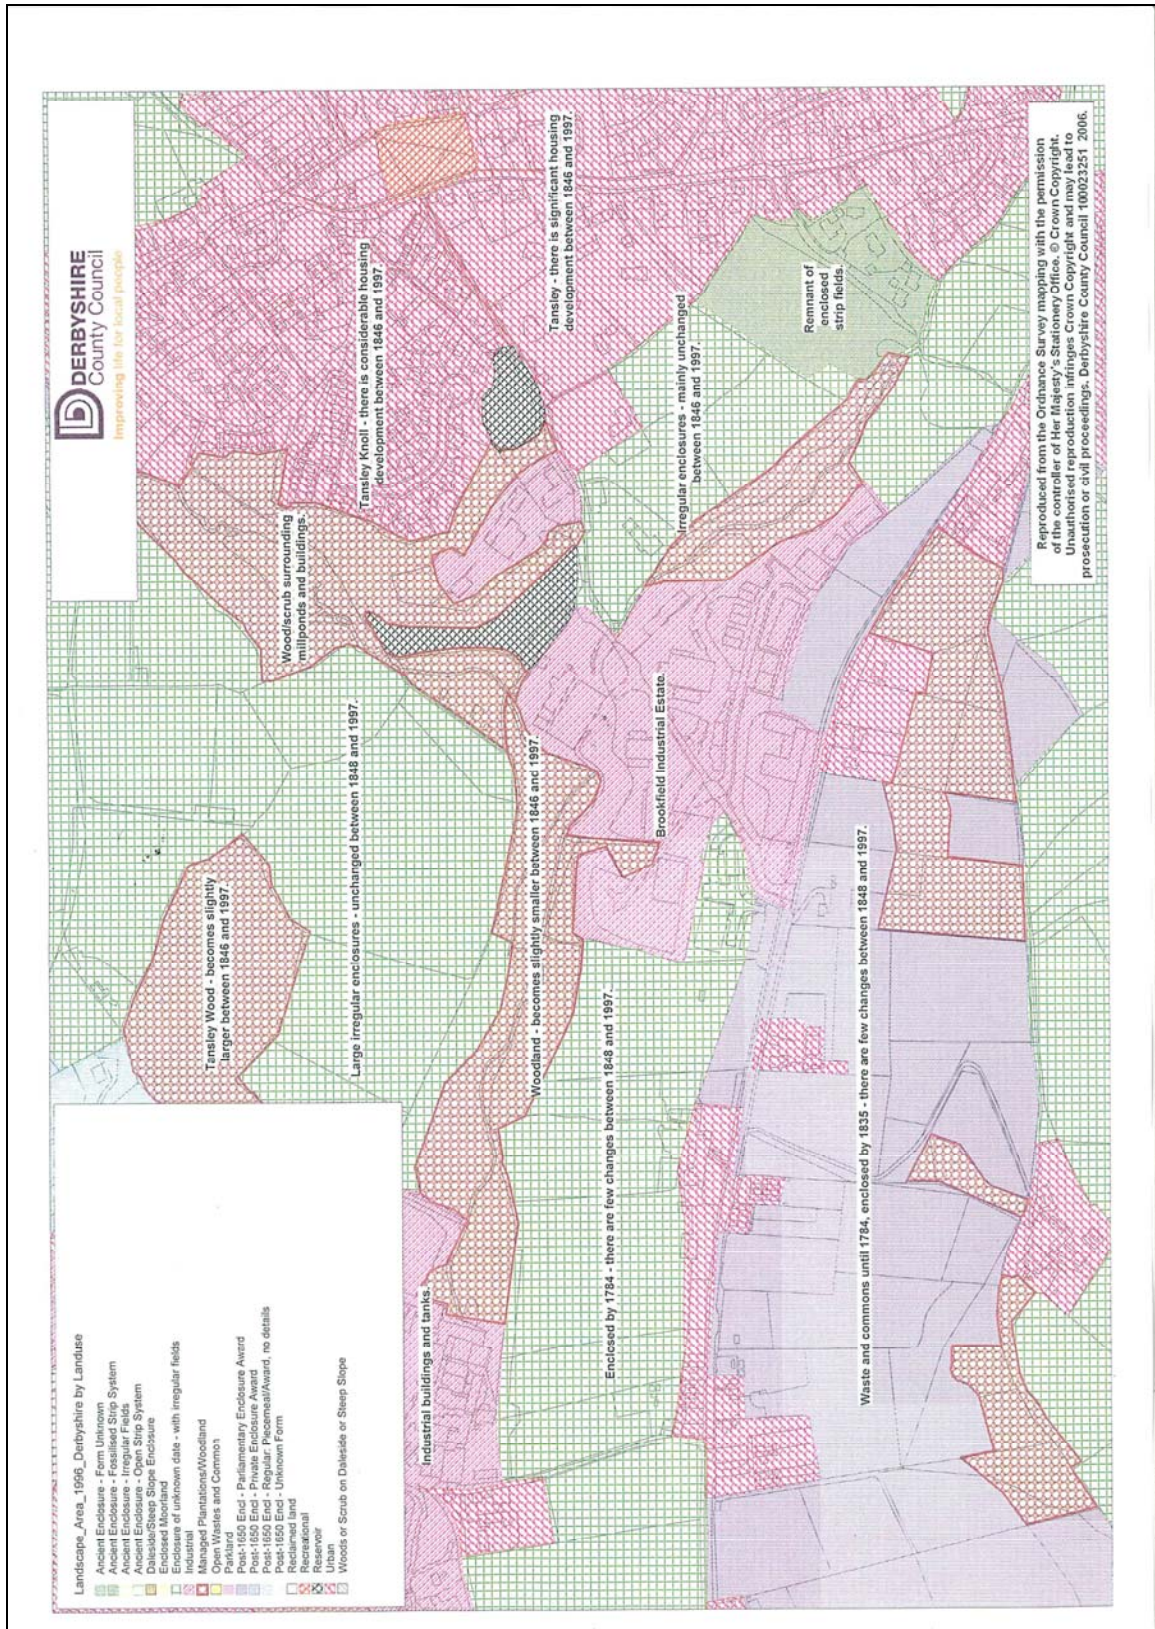 DERBYSHIRE
County Council
Improving life for local people
Landscape_Area_1996_Derbyshire by Landuse
Ancient Enclosure - Form Unknown
Ancient Enclosure - Fossilised Strip System
Ancient Enclosure - Irregular Fields
Ancient Enclosure - Open Strip System
Daleside/Steep Slope Enclosure
Enclosed Moorland
Enclosure of unknown date - with irregular fields
Industrial
Managed Plantations/Woodland
Open Wastes and Common
Parkland
Post-1650 Encl - Parliamentary Enclosure Award
Post-1650 Encl - Private Enclosure Award
Post-1650 Encl - Regular: Piecemeal/Award, no details
Post-1650 Encl - Unknown Form
Reclaimed land
Recreational
Reservoir
Urban
Woods or Scrub on Daleside or Steep Slope
Tansley Wood - becomes slightly
larger between 1846 and 1997.
Wood/scrub surrounding
millponds and buildings.
Tansley Knoll - there is considerable housing
development between 1846 and 1997.
Large irregular enclosures - unchanged between 1848 and 1997.
Industrial buildings and tanks.
Woodland - becomes slightly smaller between 1846 and 1997.
Tansley - there is significant housing
development between 1846 and 1997.
Enclosed by 1784 - there are few changes between 1848 and 1997.
Brookfield Industrial Estate.
Irregular enclosures - mainly unchanged
between 1846 and 1997.
Remnant of
enclosed
strip fields.
Waste and commons until 1784, enclosed by 1835 - there are few changes between 1848 and 1997.
Reproduced from the Ordnance Survey mapping with the permission
of the controller of Her Majesty's Stationery Office. © Crown Copyright.
Unauthorised reproduction infringes Crown Copyright and may lead to
prosecution or civil proceedings. Derbyshire County Council 100023251 2006.